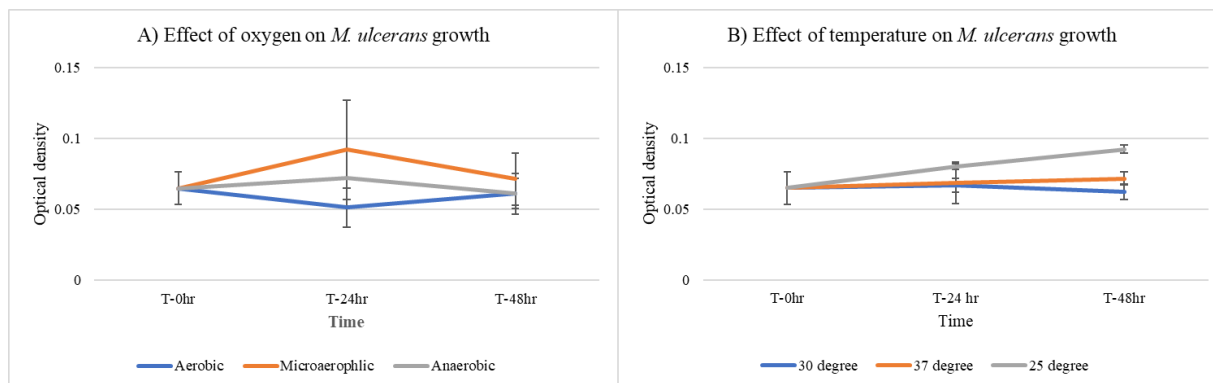 A) Effect of oxygen on M. ulcerans growth
0.15
0.1
0.05
0
Optical density
T-0hr
T-24hr
T-48hr
Time
Aerobic
Microaerophlic
Anaerobic
B) Effect of temperature on M. ulcerans growth
0.15
0.1
0.05
0
Optical density
T-0hr
T-24 hr
T-48hr
Time
30 degree
37 degree
25 degree